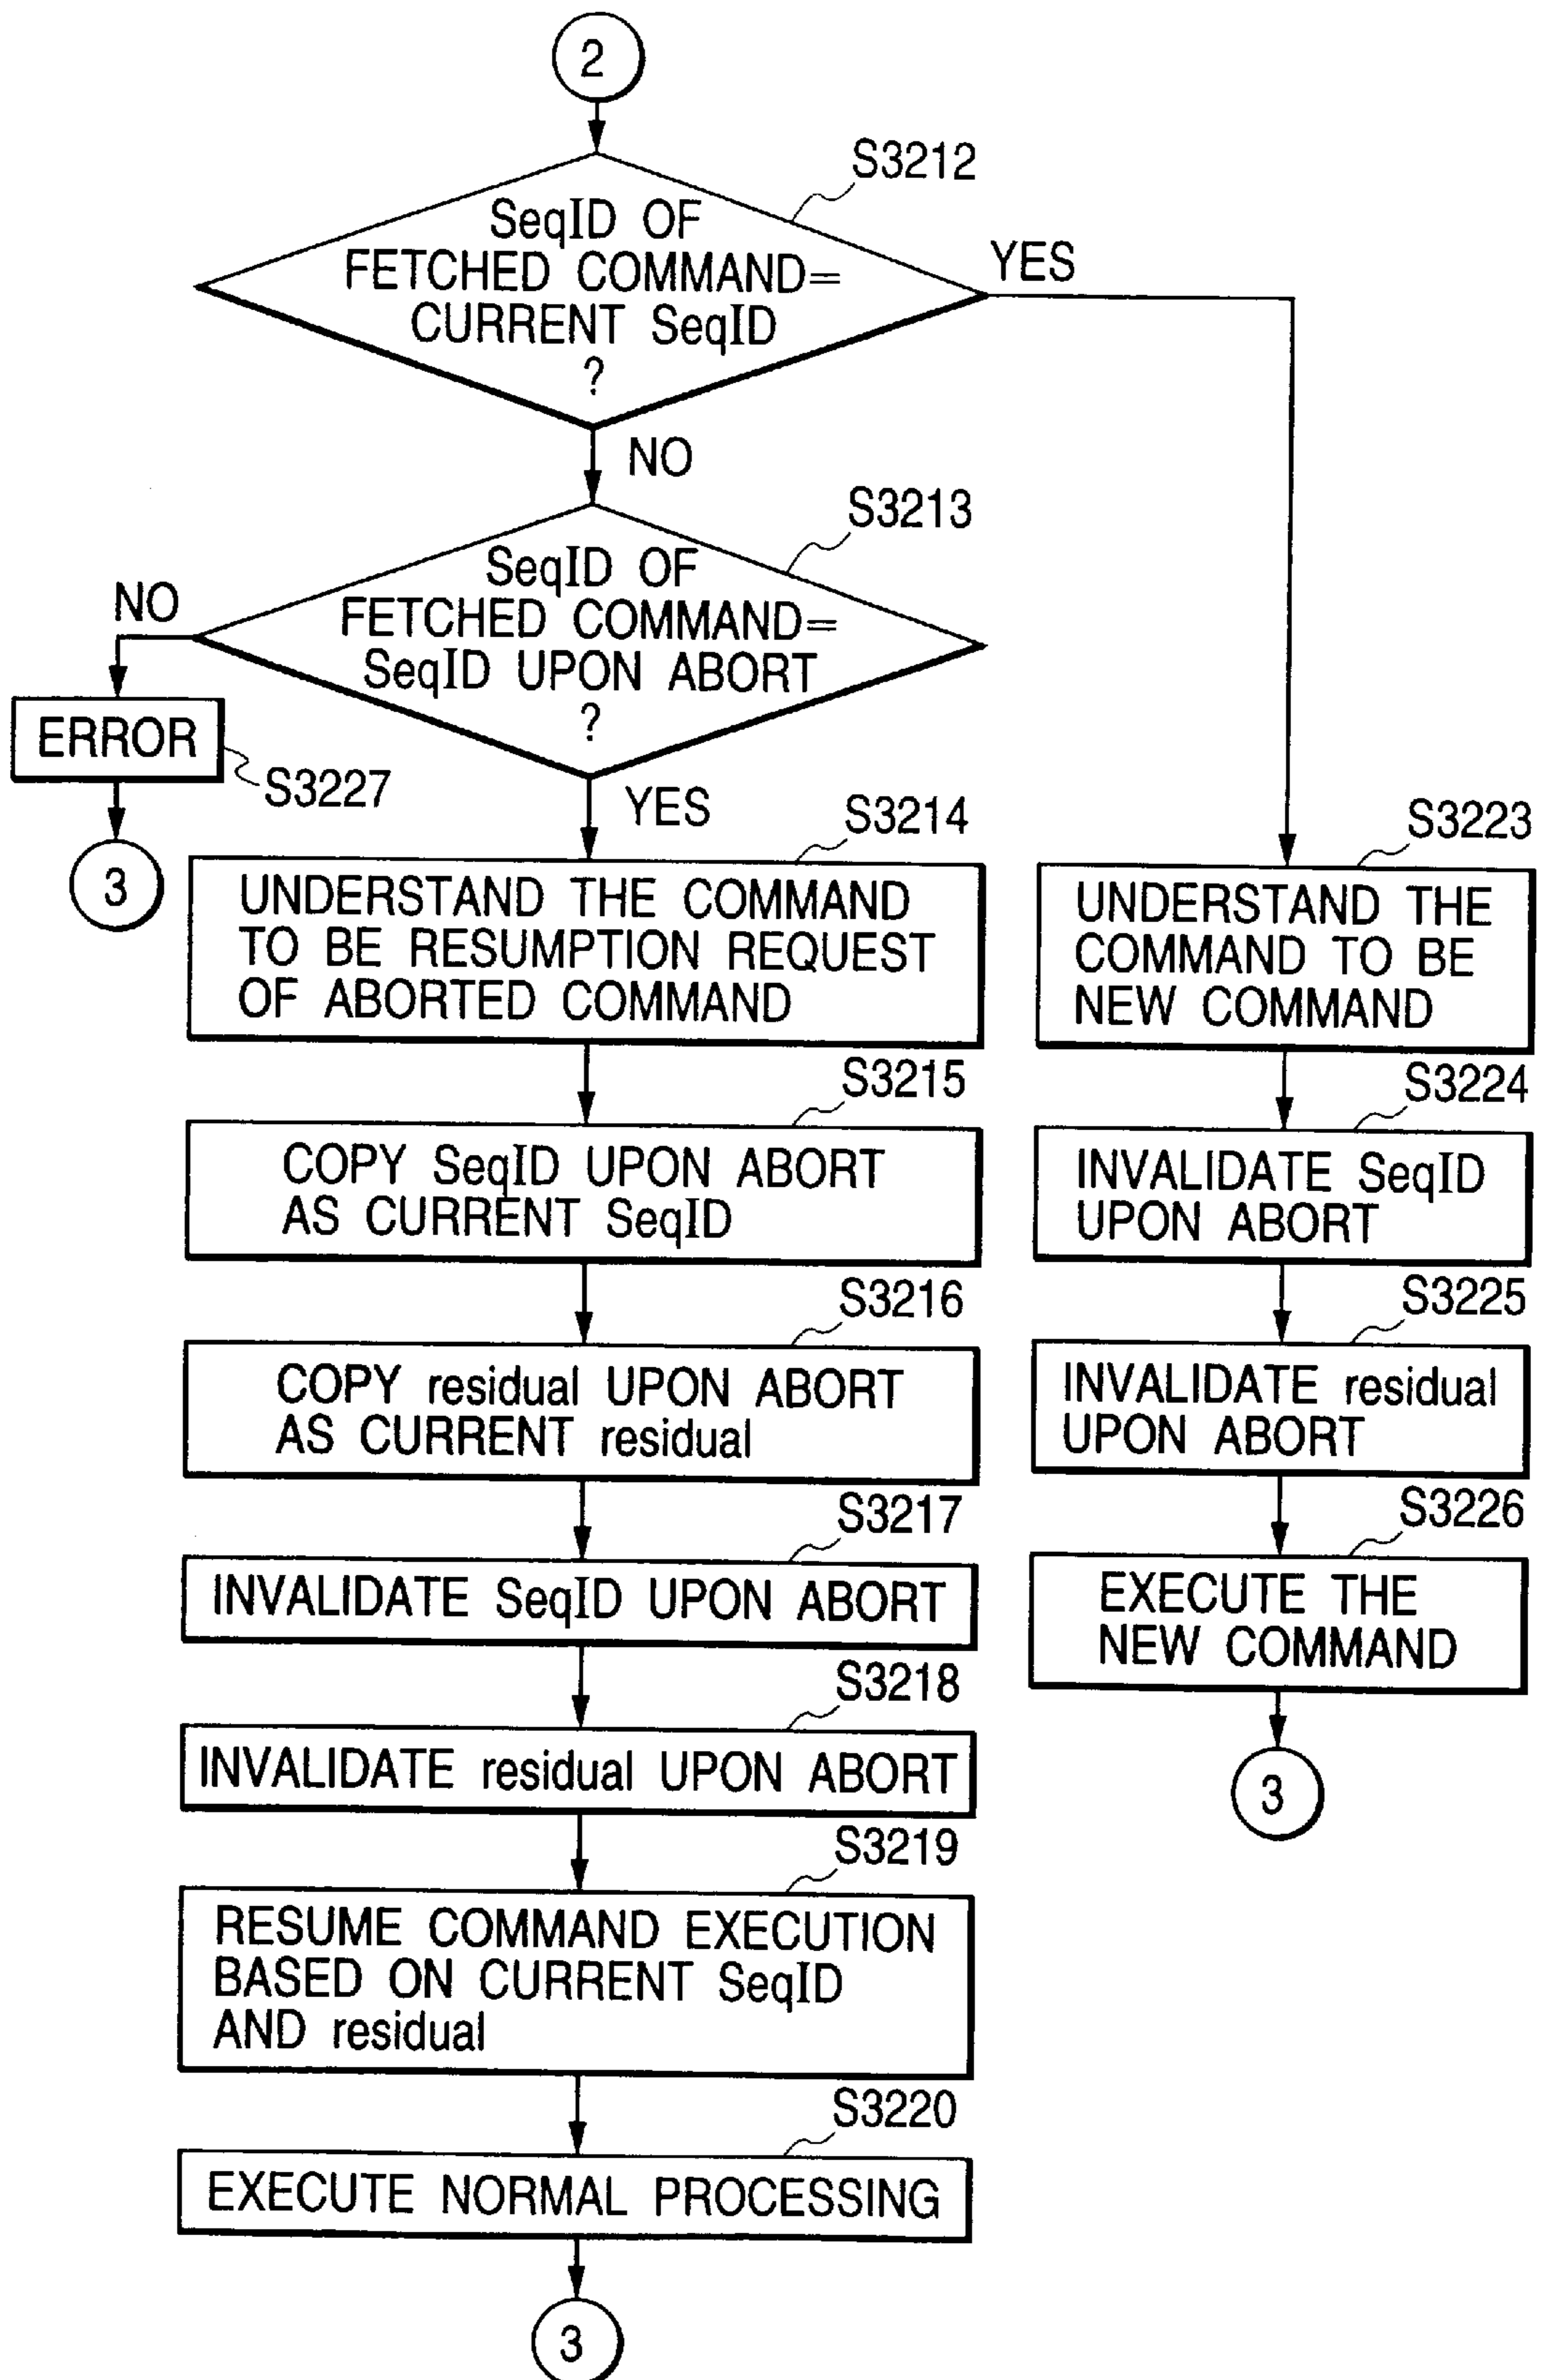 2
S3212
SeqID OF
FETCHED COMMAND=
CURRENT SeqID
?
YES
NO
S3213
SeqID OF
FETCHED COMMAND=
SeqID UPON ABORT
?
NO
ERROR
S3227
3
YES
S3214
UNDERSTAND THE COMMAND
TO BE RESUMPTION REQUEST
OF ABORTED COMMAND
S3215
COPY SeqID UPON ABORT
AS CURRENT SeqID
S3216
COPY residual UPON ABORT
AS CURRENT residual
S3217
INVALIDATE SeqID UPON ABORT
S3218
INVALIDATE residual UPON ABORT
S3219
RESUME COMMAND EXECUTION
BASED ON CURRENT SeqID
AND residual
S3220
EXECUTE NORMAL PROCESSING
3
S3223
UNDERSTAND THE
COMMAND TO BE
NEW COMMAND
S3224
INVALIDATE SeqID
UPON ABORT
S3225
INVALIDATE residual
UPON ABORT
S3226
EXECUTE THE
NEW COMMAND
3